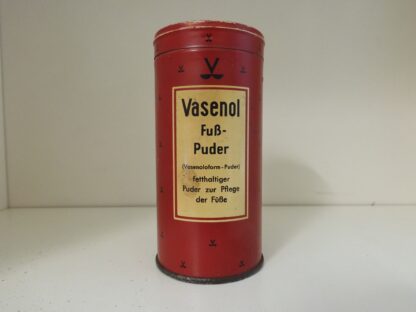 Vasenol
Fuß-
Puder
(Vasenoloform-Puder)
fetthaltiger
Puder zur Pflege
der Füße